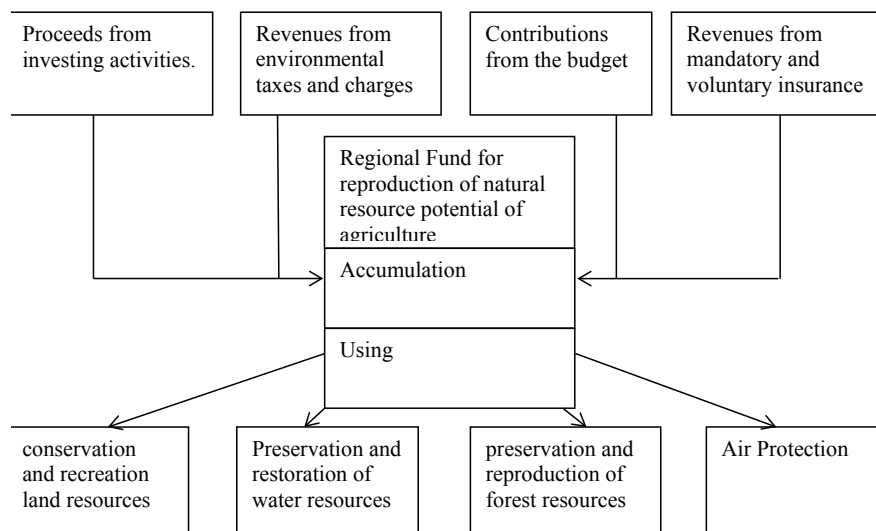 Proceeds from
investing activities.
Revenues from
environmental
taxes and charges
Contributions
from the budget
Revenues from
mandatory and
voluntary insurance
Regional Fund for
reproduction of natural
resource potential of
agriculture
Accumulation
Using
conservation
and recreation
land resources
Preservation and
restoration of
water resources
preservation and
reproduction of
forest resources
Air Protection